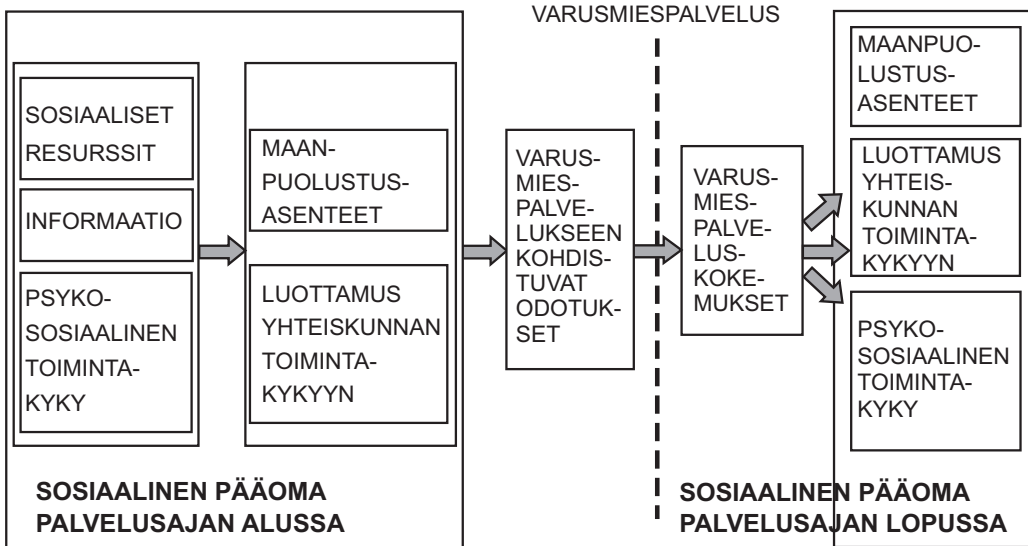 VARUSMIESPALVELUS
SOSIAALISET
RESURSSIT
INFORMAATIO
PSYKO-
SOSIAALINEN
TOIMINTA-
KYKY
MAAN-
PUOLUSTUS-
ASENTEET
LUOTTAMUS
YHTEISKUNNAN
TOIMINTA-
KYKYYN
SOSIAALINEN PÄÄOMA
PALVELUSAJAN ALUSSA
VARUS-
MIES-
PALVE-
LUKSEEN
KOHDIS-
TUVAT
ODOTUK-
SET
VARUS-
MIES-
PALVE-
LUS-
KOKE-
MUKSET
MAANPUO-
LUSTUS-
ASENTEET
LUOTTAMUS
YHTEIS-
KUNNAN
TOIMINTA-
KYKYYN
PSYKO-
SOSIAALINEN
TOIMINTA-
KYKY
SOSIAALINEN PÄÄOMA
PALVELUSAJAN LOPUSSA